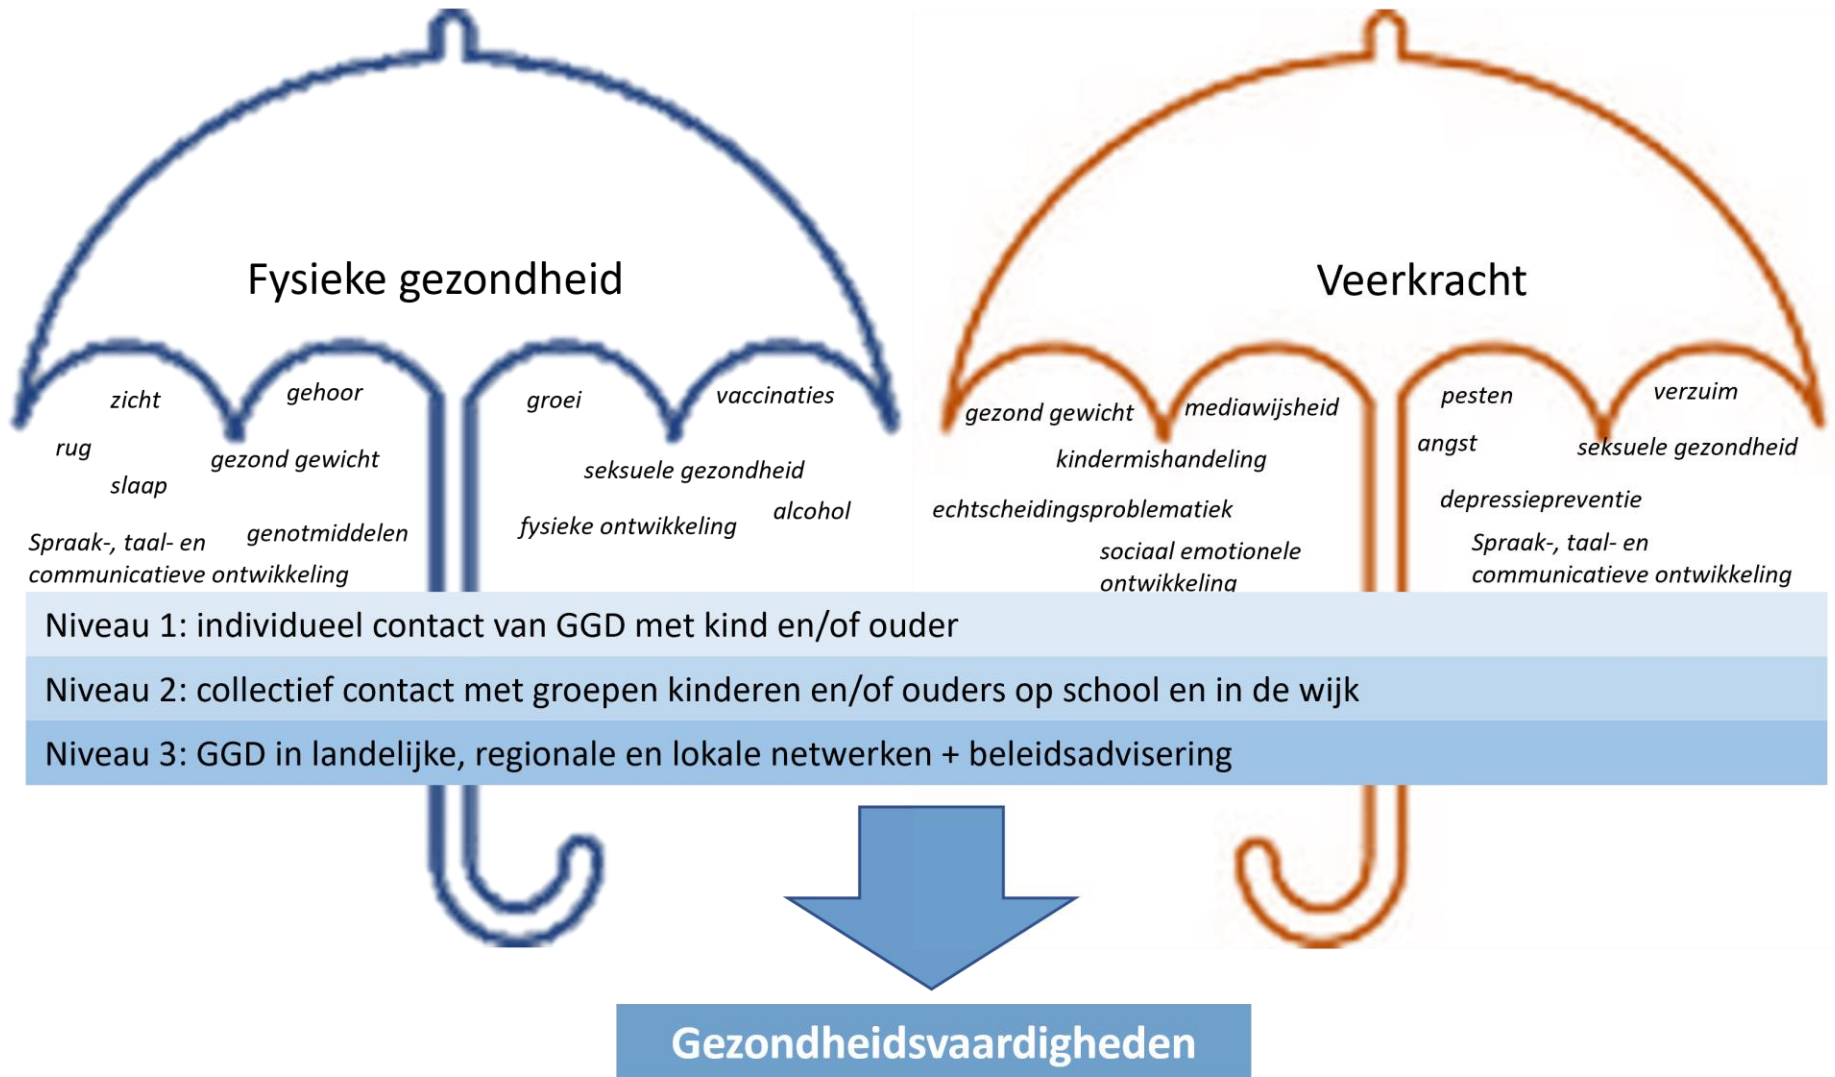 Fysieke gezondheid
zicht
gehoor
groei
vaccinaties
rug
gezond gewicht
slaap
seksuele gezondheid
alcohol
fysieke ontwikkeling
genotmiddelen
Spraak-, taal- en
communicatieve ontwikkeling
Veerkracht
gezond gewicht
mediawijsheid
pesten
verzuim
kindermishandeling
angst
seksuele gezondheid
echtscheidingsproblematiek
depressiepreventie
sociaal emotionele
ontwikkeling
Spraak-, taal- en
communicatieve ontwikkeling
Niveau 1: individueel contact van GGD met kind en/of ouder
Niveau 2: collectief contact met groepen kinderen en/of ouders op school en in de wijk
Niveau 3: GGD in landelijke, regionale en lokale netwerken + beleidsadvisering
Gezondheidsvaardigheden